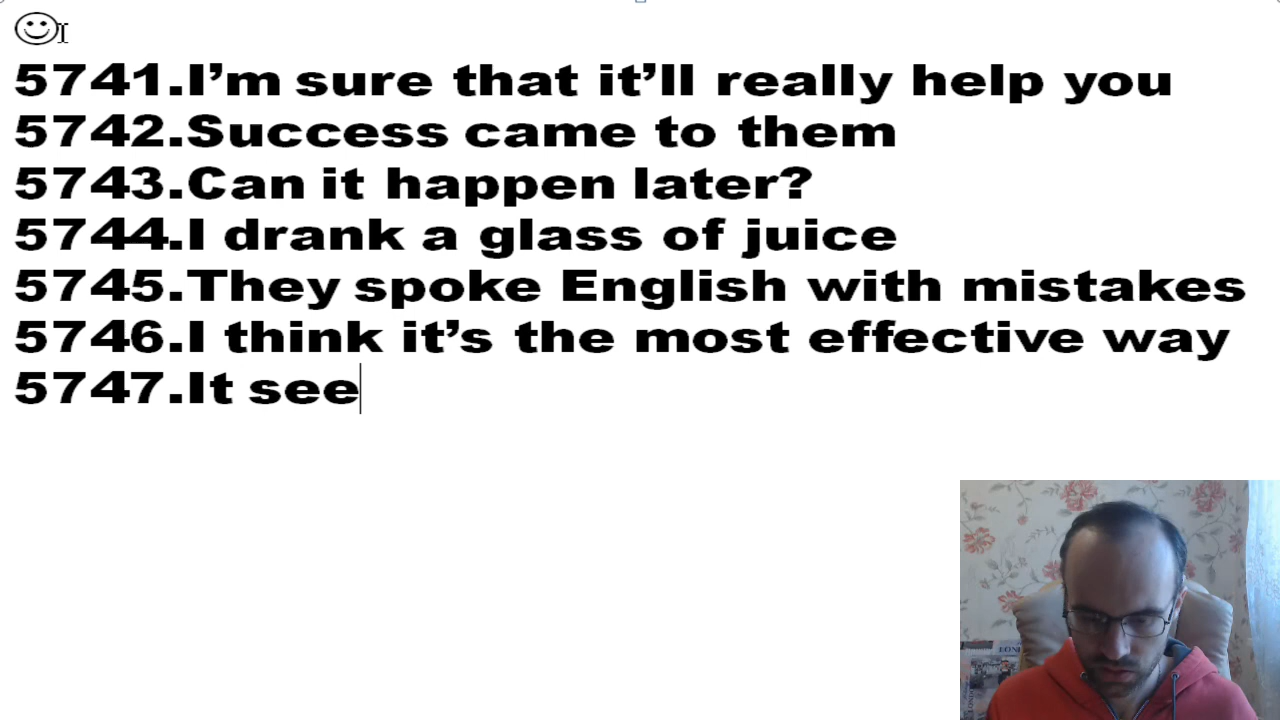 5741.I’m sure that it’ll really help you
5742.Success came to them
5743.Can it happen later?
5744.I drank a glass of juice
5745.They spoke English with mistakes
5746.I think it’s the most effective way
5747.It see